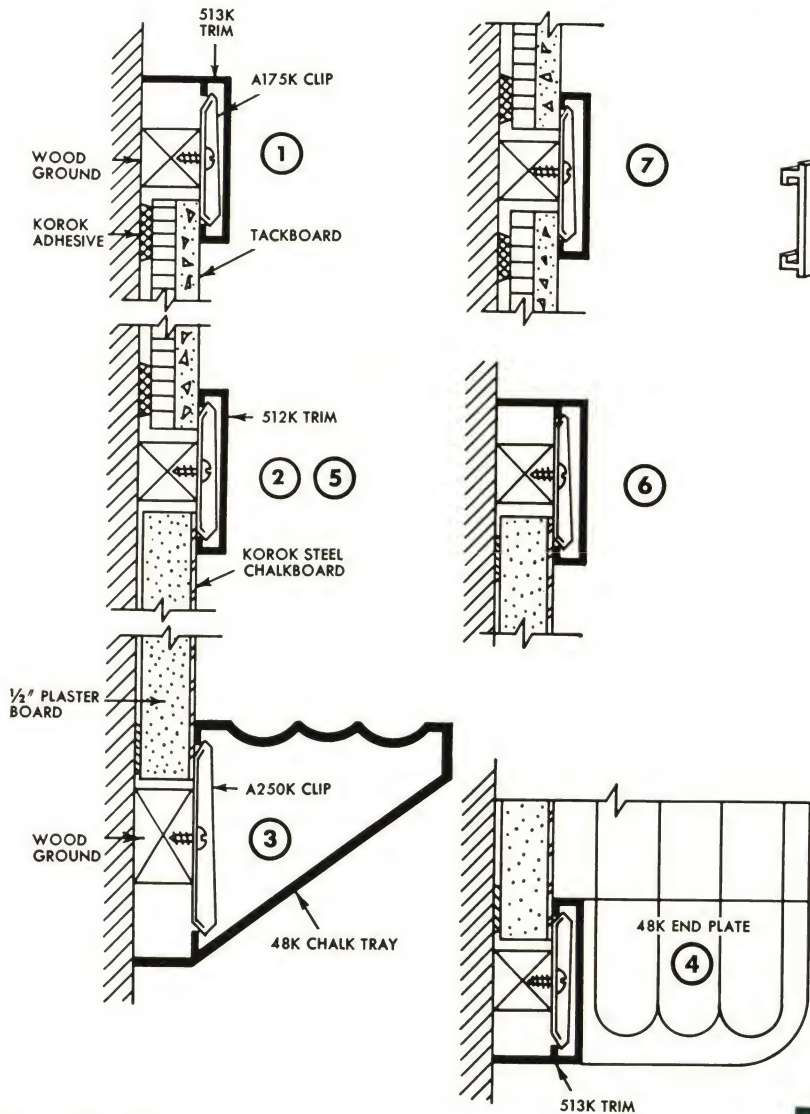 513K
TRIM
A175K CLIP
1
WOOD
GROUND
KOROK
ADHESIVE
TACKBOARD
512K TRIM
2 5
KOROK STEEL
CHALKBOARD
½" PLASTER
BOARD
A250K CLIP
WOOD
GROUND
3
48K CHALK TRAY
7
6
48K END PLATE
4
513K TRIM